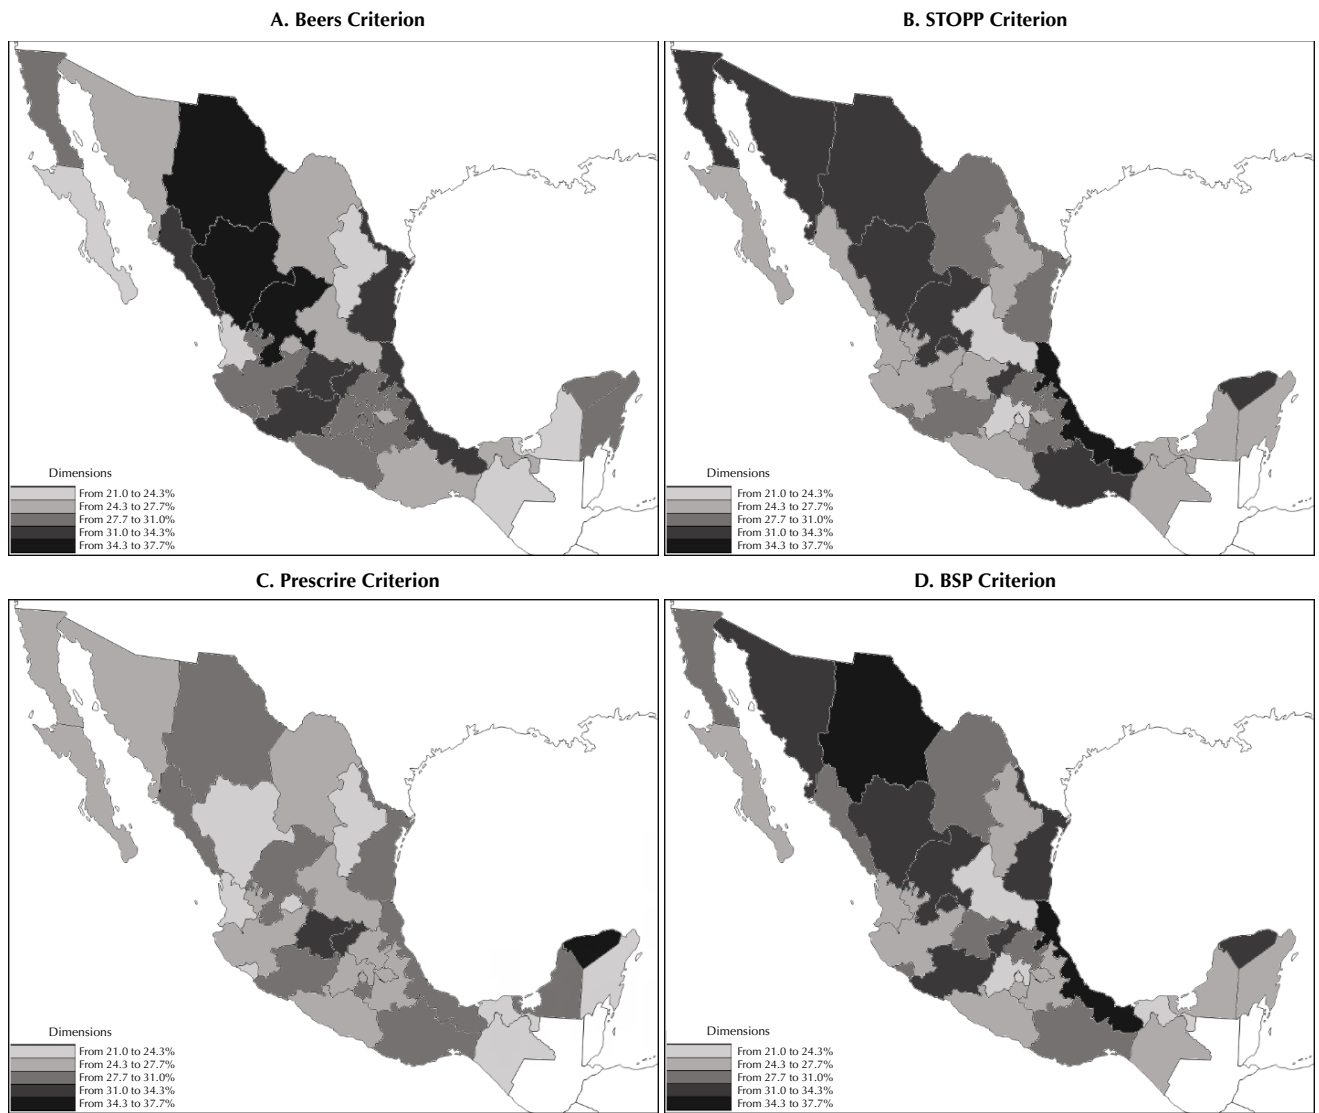 A. Beers Criterion
B. STOPP Criterion
Dimensions
From 21.0 to 24.3%
From 24.3 to 27.7%
From 27.7 to 31.0%
From 31.0 to 34.3%
From 34.3 to 37.7%
Dimensions
From 21.0 to 24.3%
From 24.3 to 27.7%
From 27.7 to 31.0%
From 31.0 to 34.3%
From 34.3 to 37.7%
C. Prescrire Criterion
D. BSP Criterion
Dimensions
From 21.0 to 24.3%
From 24.3 to 27.7%
From 27.7 to 31.0%
From 31.0 to 34.3%
From 34.3 to 37.7%
Dimensions
From 21.0 to 24.3%
From 24.3 to 27.7%
From 27.7 to 31.0%
From 31.0 to 34.3%
From 34.3 to 37.7%